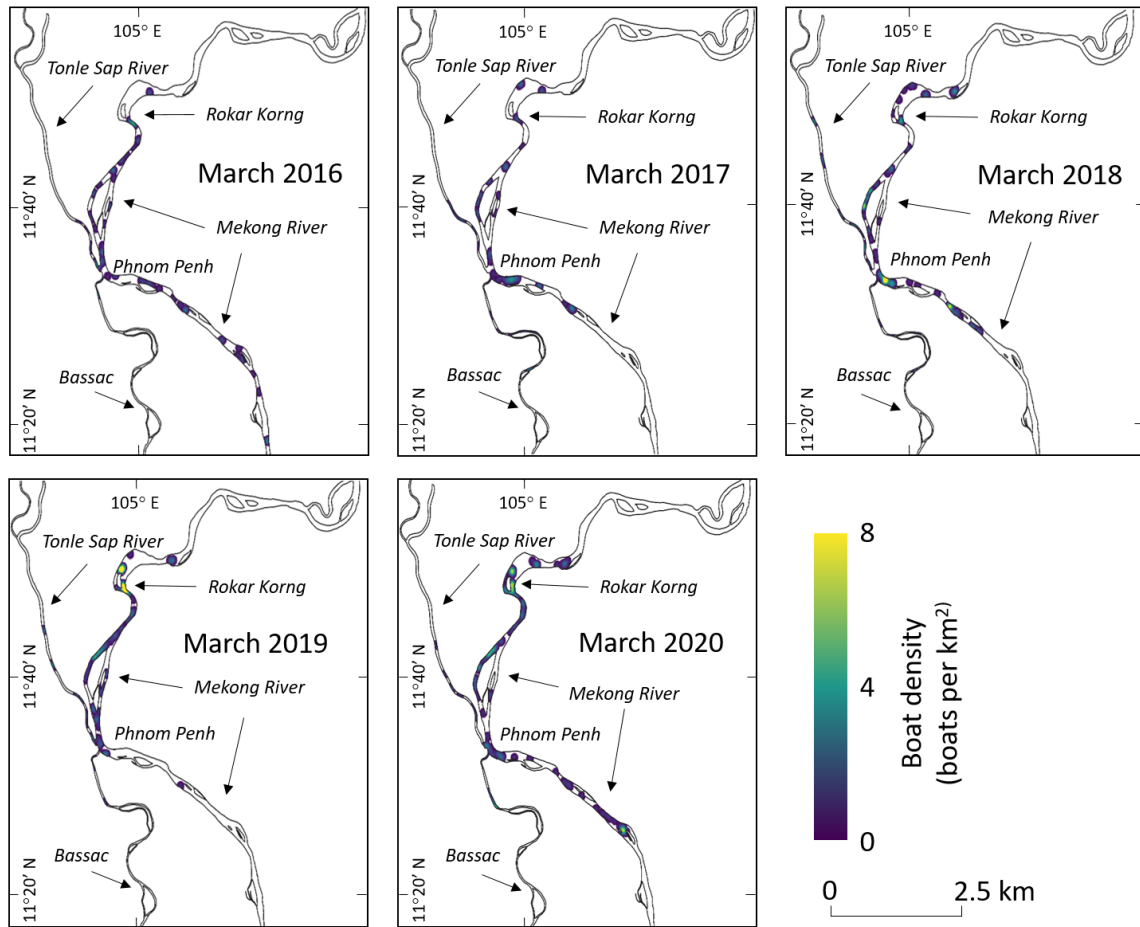 105° E
Tonle Sap River
Rokar Korng
March 2016
11°40′ N
Mekong River
Phnom Penh
Bassac
11°20′ N
105° E
Tonle Sap River
Rokar Korng
March 2017
11°40′ N
Mekong River
Phnom Penh
Bassac
11°20′ N
105° E
Tonle Sap River
Rokar Korng
March 2018
11°40′ N
Mekong River
Phnom Penh
Bassac
11°20′ N
105° E
Tonle Sap River
Rokar Korng
March 2019
11°40′ N
Mekong River
Phnom Penh
Bassac
11°20′ N
105° E
Tonle Sap River
Rokar Korng
March 2020
11°40′ N
Mekong River
Phnom Penh
Bassac
11°20′ N
8
4
0
Boat density
(boats per km²)
0 2.5 km